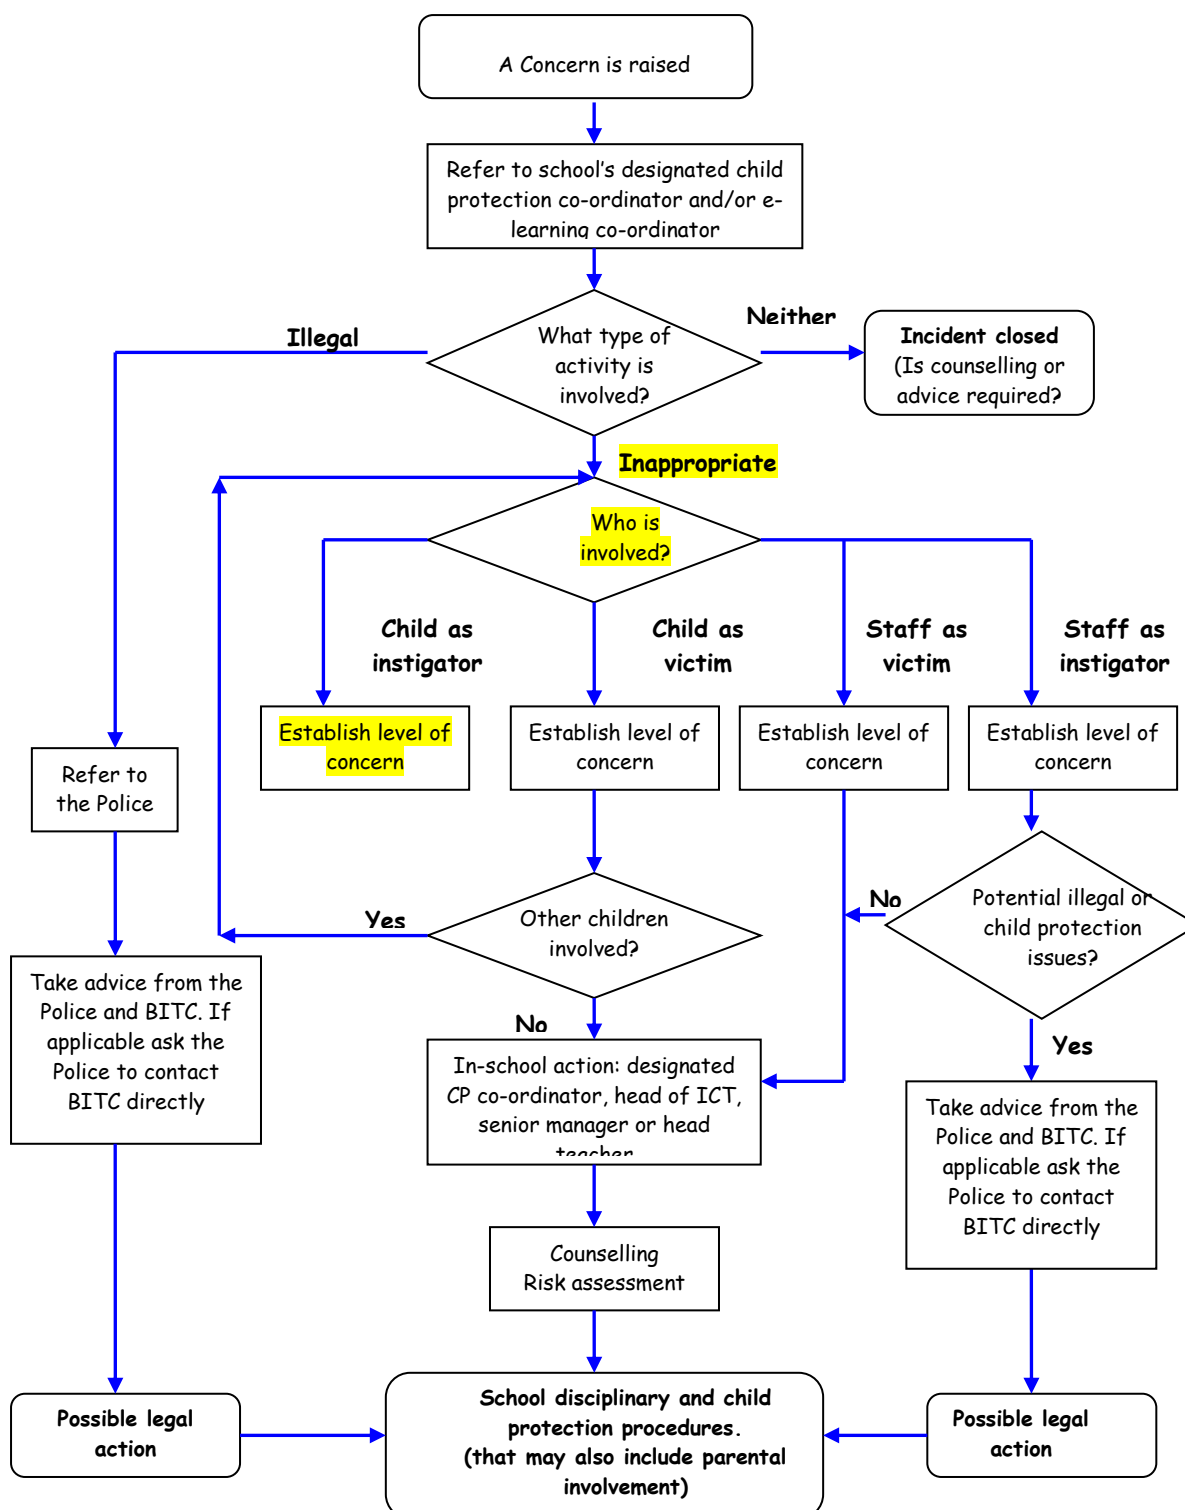 A Concern is raised
Refer to school's designated child
protection co-ordinator and/or e-
learning co-ordinator
What type of
activity is
involved?
Illegal
Neither
Incident closed
(Is counselling or
advice required?
Inappropriate
Who is
involved?
Child as
instigator
Child as
victim
Staff as
victim
Staff as
instigator
Establish level of
concern
Establish level of
concern
Establish level of
concern
Establish level of
concern
Refer to
the Police
Other children
involved?
Yes
No
Potential illegal or
child protection
issues?
No
Yes
Take advice from the
Police and BITC. If
applicable ask the
Police to contact
BITC directly
In-school action: designated
CP co-ordinator, head of ICT,
senior manager or head
teacher
Take advice from the
Police and BITC. If
applicable ask the
Police to contact
BITC directly
Counselling
Risk assessment
Possible legal
action
School disciplinary and child
protection procedures.
(that may also include parental
involvement)
Possible legal
action